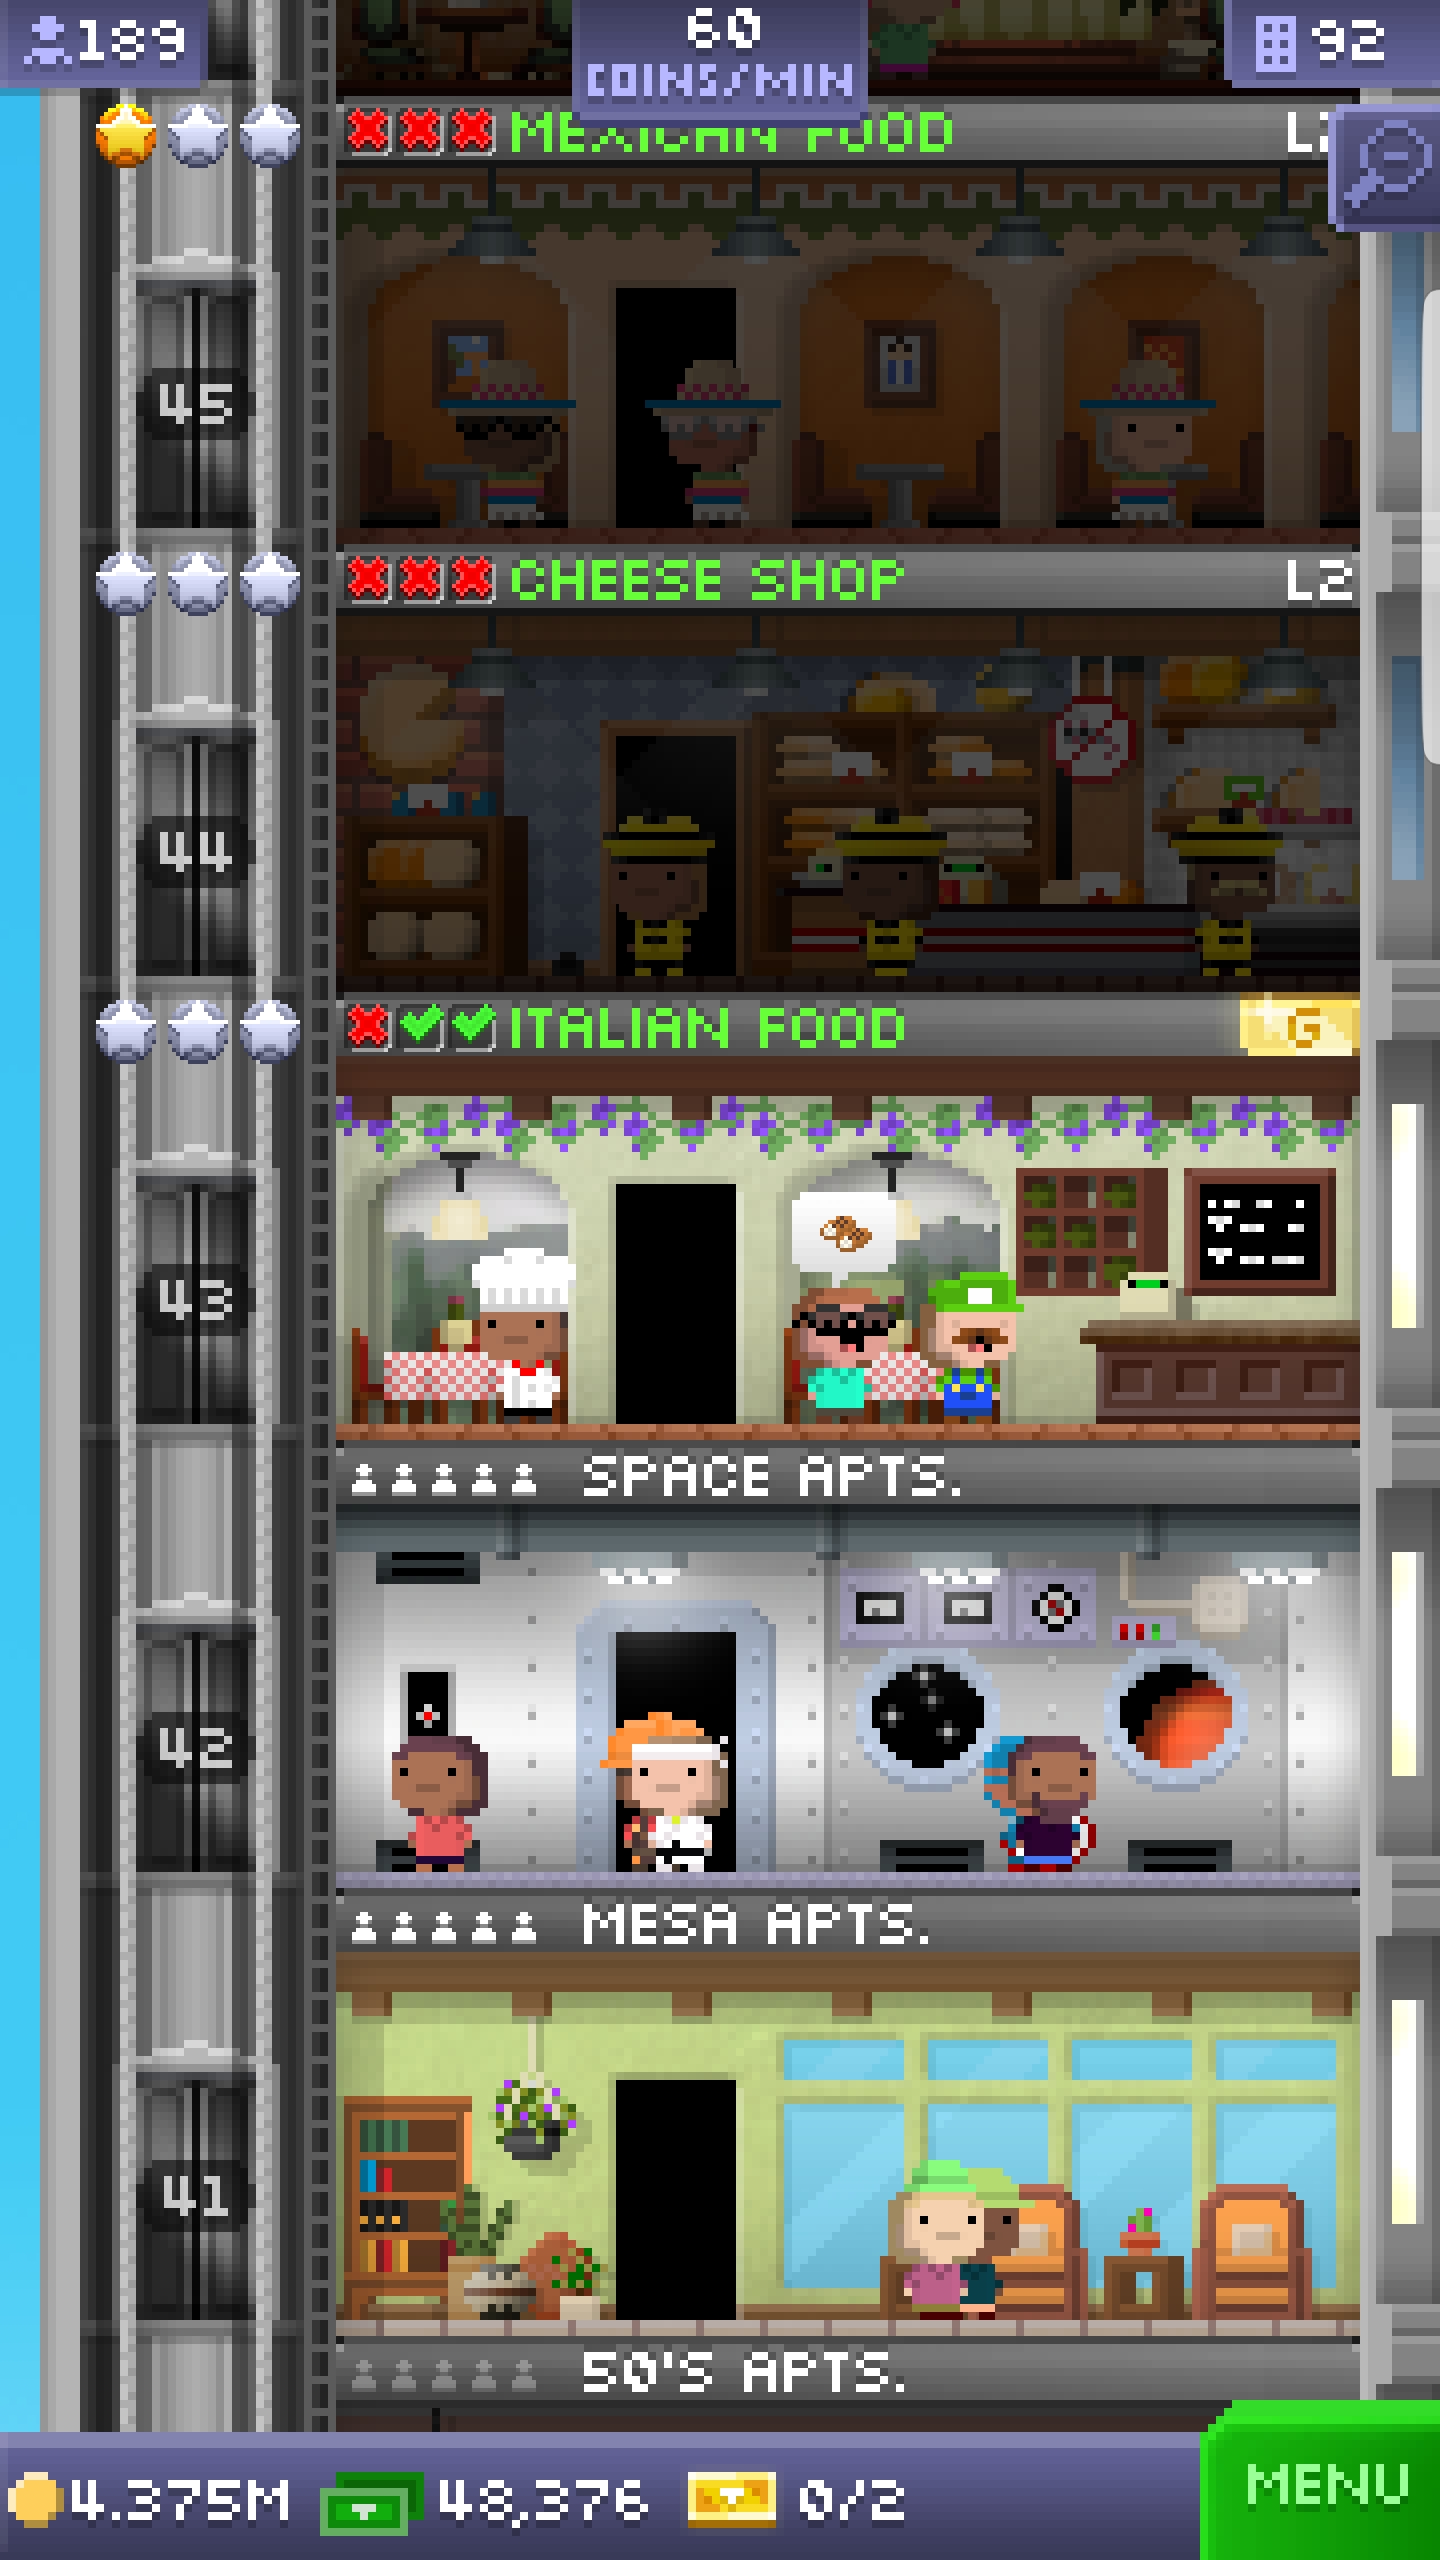 189
60
COINS/MIN
92
MEXICAN FOOD
45
CHEESE SHOP L2
44
ITALIAN FOOD G
43
SPACE APTS.
42
MESA APTS.
41
50'S APTS.
4.375M 48,376 0/2 MENU